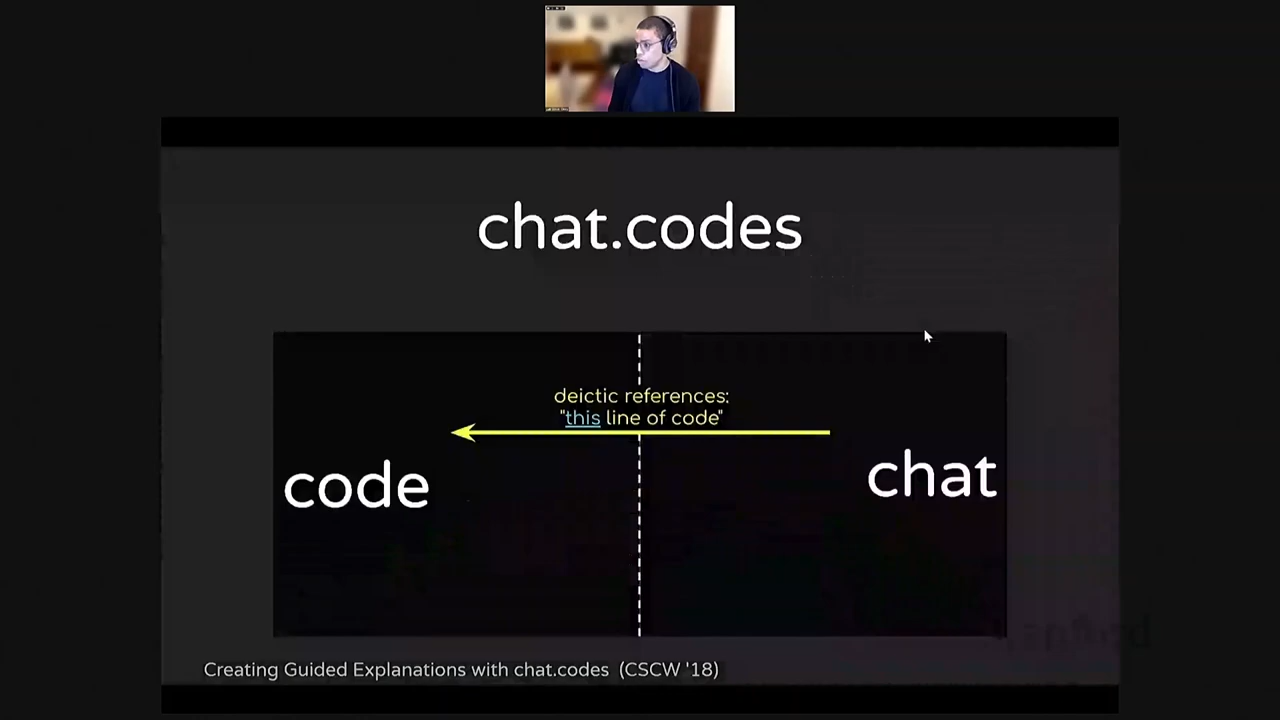 chat.codes
deictic references:
"this line of code"
code
chat
Creating Guided Explanations with chat.codes (CSCW '18)